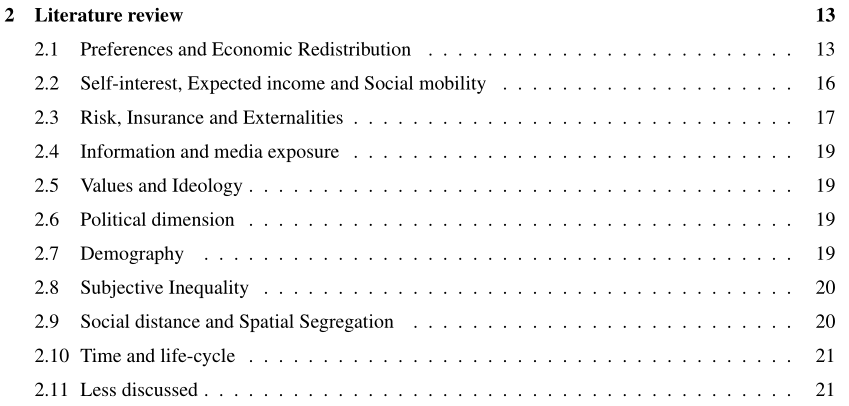 2 Literature review 13
2.1 Preferences and Economic Redistribution . . . . . . . . . . . . . . . . . . . . 13
2.2 Self-interest, Expected income and Social mobility . . . . . . . . . . . . . . . . 16
2.3 Risk, Insurance and Externalities . . . . . . . . . . . . . . . . . . . . . . . . 17
2.4 Information and media exposure . . . . . . . . . . . . . . . . . . . . . . . . 19
2.5 Values and Ideology . . . . . . . . . . . . . . . . . . . . . . . . . . . . . . 19
2.6 Political dimension . . . . . . . . . . . . . . . . . . . . . . . . . . . . . . 19
2.7 Demography . . . . . . . . . . . . . . . . . . . . . . . . . . . . . . . . 19
2.8 Subjective Inequality . . . . . . . . . . . . . . . . . . . . . . . . . . . . . 20
2.9 Social distance and Spatial Segregation . . . . . . . . . . . . . . . . . . . . . 20
2.10 Time and life-cycle . . . . . . . . . . . . . . . . . . . . . . . . . . . . . . 21
2.11 Less discussed . . . . . . . . . . . . . . . . . . . . . . . . . . . . . . . . 21